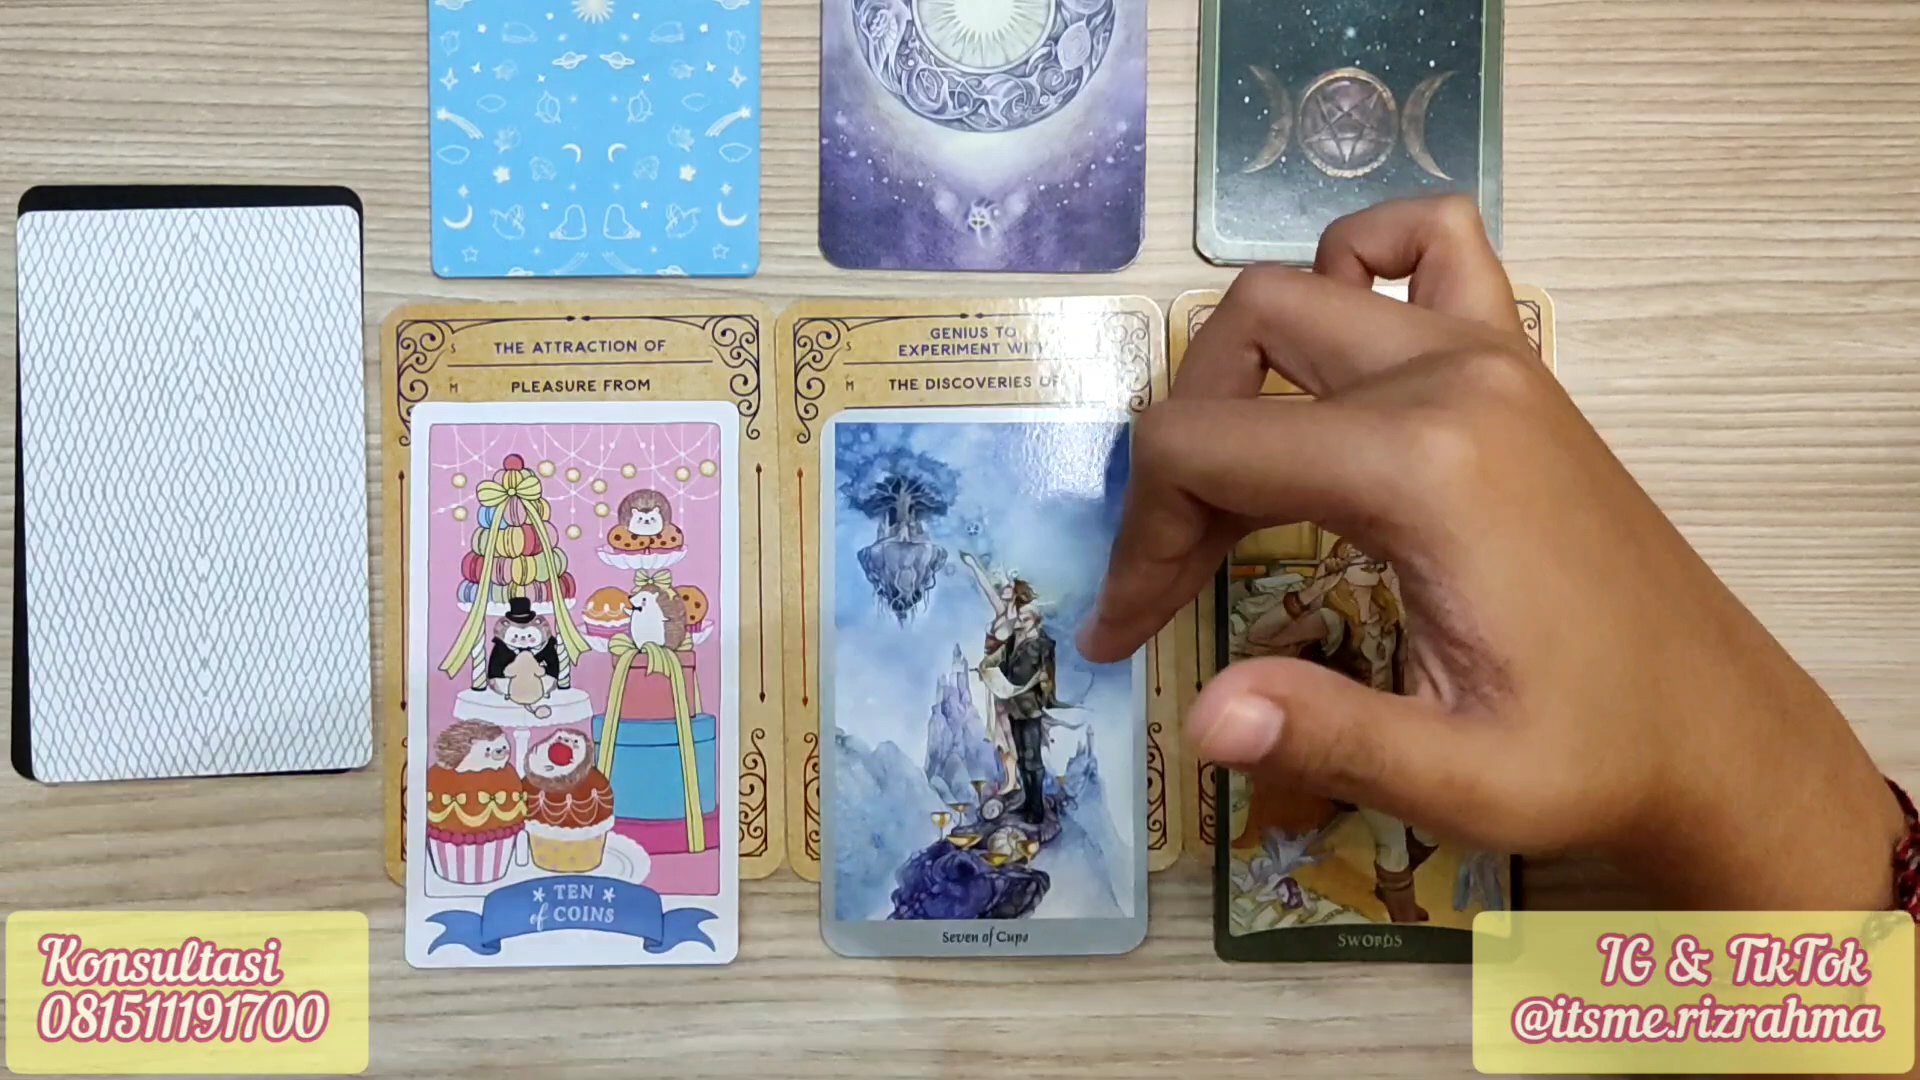 S THE ATTRACTION OF
M PLEASURE FROM
S GENIUS TO
EXPERIMENT WITH
M THE DISCOVERIES OF
* TEN *
of COINS
Seven of Cups
SWORDS
Konsultasi
081511191700
IG & TikTok
@itsme.rizrahma